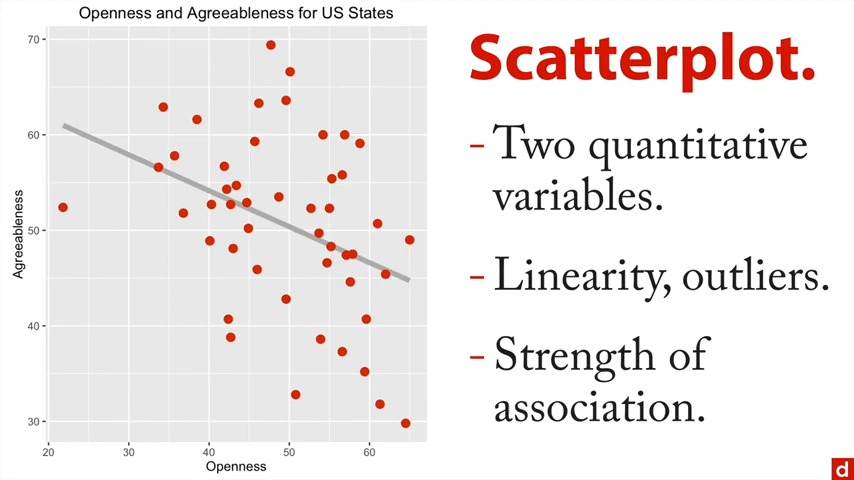 Openness and Agreeableness for US States
70
60
50
40
30
Agreeableness
20
30
40
50
60
Openness
Scatterplot.
- Two quantitative
variables.
- Linearity, outliers.
- Strength of
association.
d